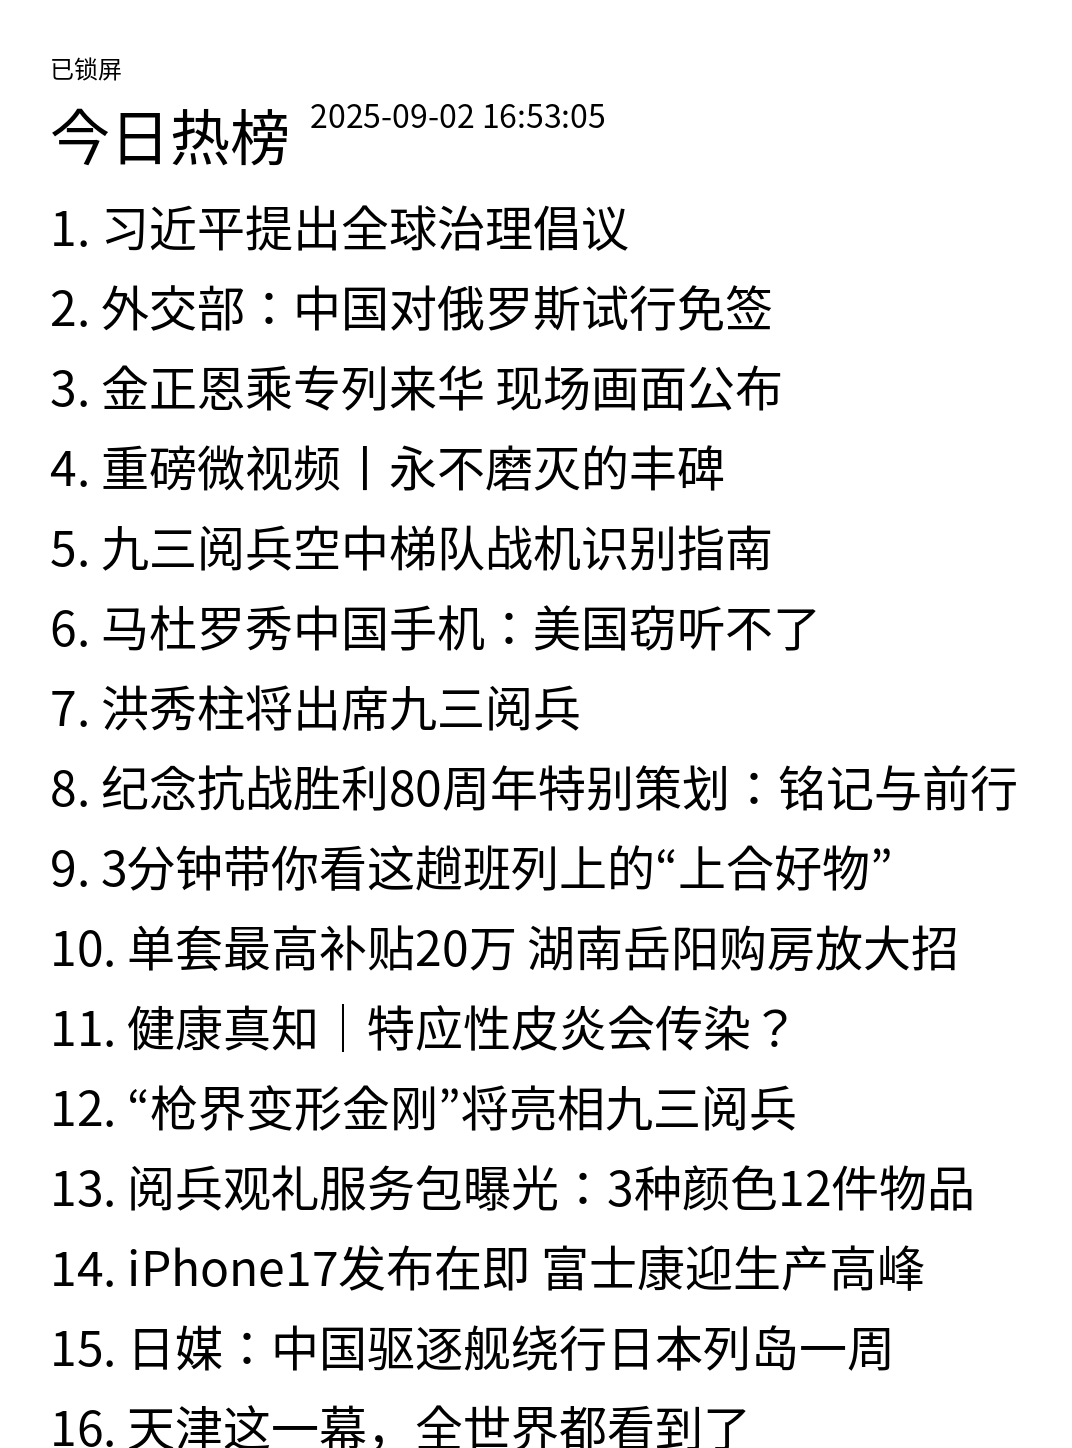 已锁屏
今日热榜 2025-09-02 16:53:05
1. 习近平提出全球治理倡议
2. 外交部：中国对俄罗斯试行免签
3. 金正恩乘专列来华 现场画面公布
4. 重磅微视频丨永不磨灭的丰碑
5. 九三阅兵空中梯队战机识别指南
6. 马杜罗秀中国手机：美国窃听不了
7. 洪秀柱将出席九三阅兵
8. 纪念抗战胜利80周年特别策划：铭记与前行
9. 3分钟带你看这趟班列上的“上合好物”
10. 单套最高补贴20万 湖南岳阳购房放大招
11. 健康真知｜特应性皮炎会传染？
12. “枪界变形金刚”将亮相九三阅兵
13. 阅兵观礼服务包曝光：3种颜色12件物品
14. iPhone17发布在即 富士康迎生产高峰
15. 日媒：中国驱逐舰绕行日本列岛一周
16. 天津这一幕，全世界都看到了